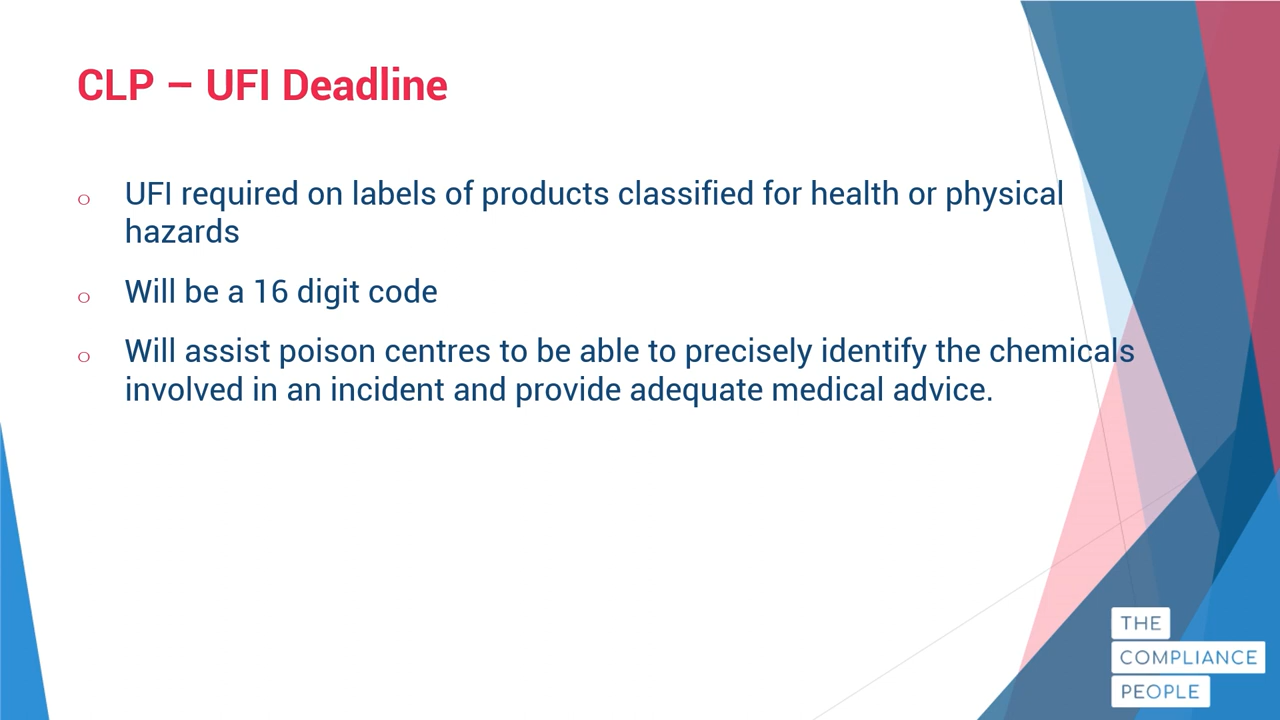 CLP – UFI Deadline
o UFI required on labels of products classified for health or physical
hazards
o Will be a 16 digit code
o Will assist poison centres to be able to precisely identify the chemicals
involved in an incident and provide adequate medical advice.
THE
COMPLIANCE
PEOPLE